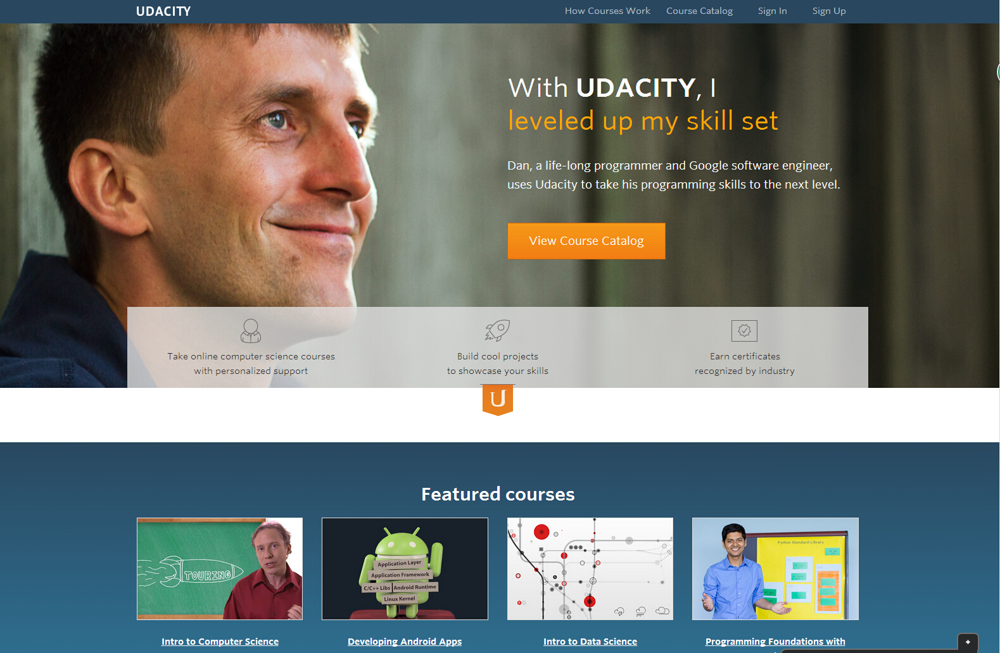 UDACITY
How Courses Work
Course Catalog
Sign In
Sign Up
With UDACITY, I
leveled up my skill set
Dan, a life-long programmer and Google software engineer,
uses Udacity to take his programming skills to the next level.
View Course Catalog
Take online computer science courses
with personalized support
Build cool projects
to showcase your skills
Earn certificates
recognized by industry
U
Featured courses
TOURING
Application Layer
Application Framework
C/C++ Libs
Android Runtime
Linux Kernel
Python Standard Library
Intro to Computer Science
Developing Android Apps
Intro to Data Science
Programming Foundations with